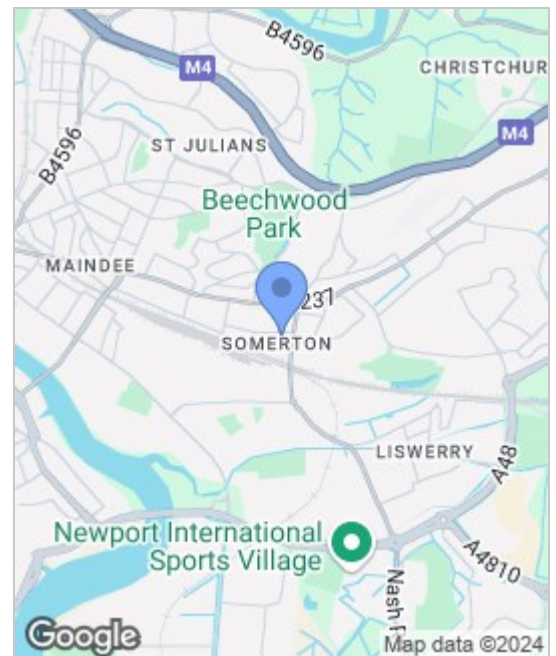 B4596
M4
CHRISTCHUR
M4
ST JULIANS
B4596
Beechwood
Park
MAINDEE
237
SOMERTON
LISWERRY
A48
Newport International
Sports Village
A4810
Nash R
Google
Map data ©2024